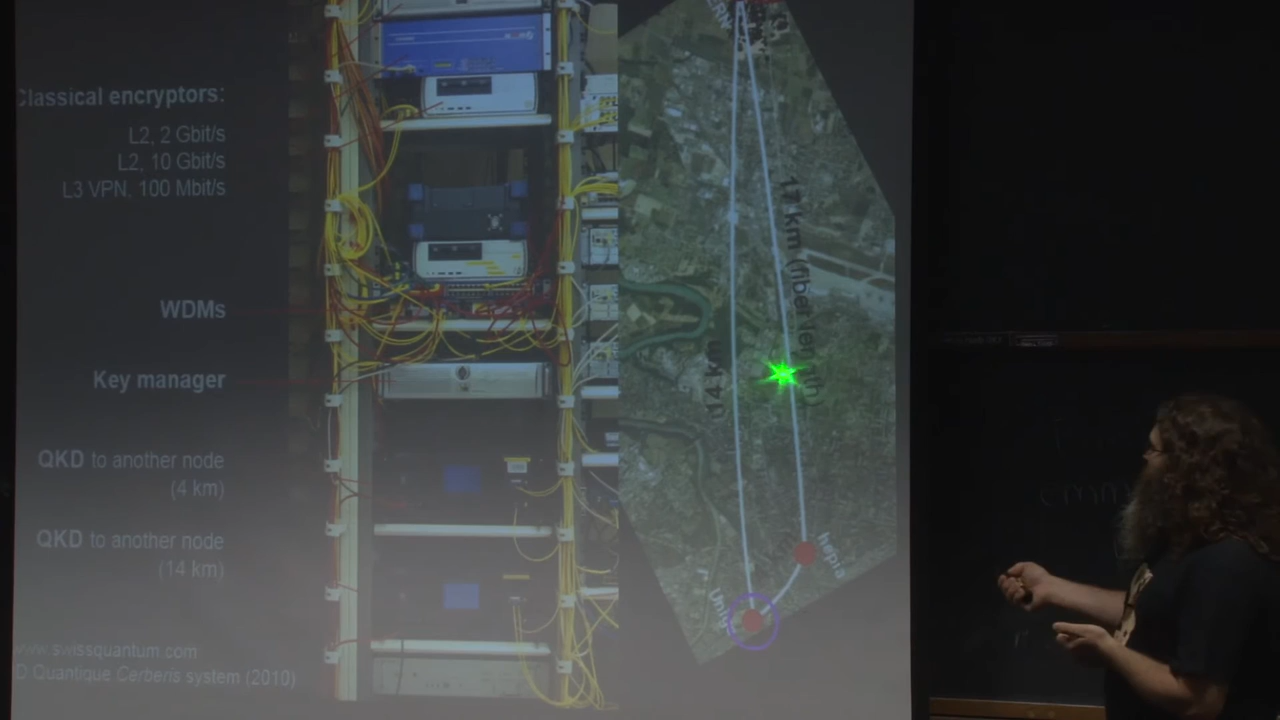 Classical encryptors:
L2, 2 Gbit/s
L2, 10 Gbit/s
L3 VPN, 100 Mbit/s
WDMs
Key manager
QKD to another node
(4 km)
QKD to another node
(14 km)
www.swissquantum.com
D Quantique Cerberis system (2010)
CERN
17 km (fiber length)
(14 km)
hepia
Unige